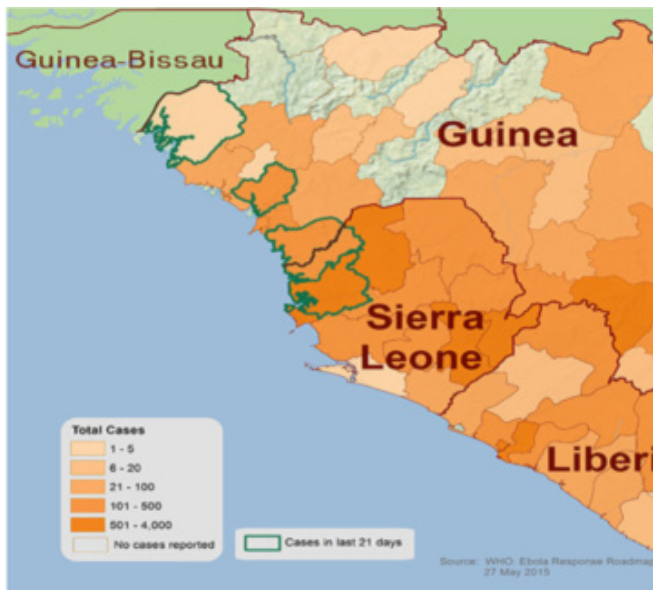 Guinea-Bissau
Guinea
Sierra
Leone
Liberi
Total Cases
1 - 5
6 - 20
21 - 100
101 - 500
501 - 4,000
No cases reported
Cases in last 21 days
Source: WHO: Ebola Response Roadmap
27 May 2015